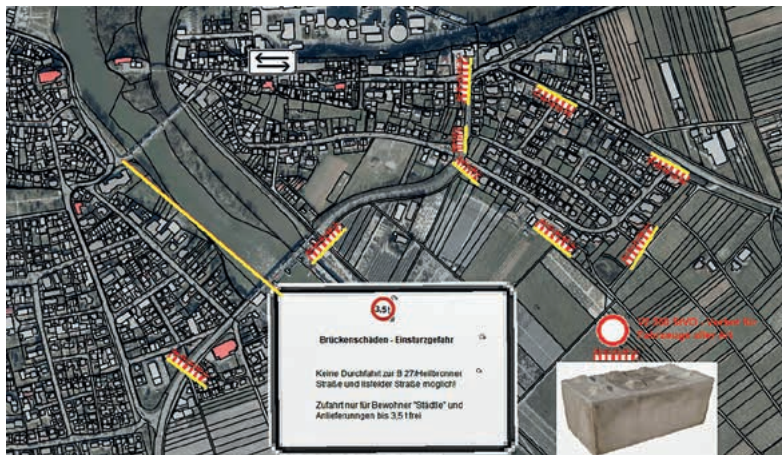 3,5t
Brückenschäden - Einsturzgefahr
Keine Durchfahrt zur B 27/Heilbronner
Straße und Ilsfelder Straße möglich!
Zufahrt nur für Bewohner "Städtle" und
Anlieferungen bis 3,5 t frei